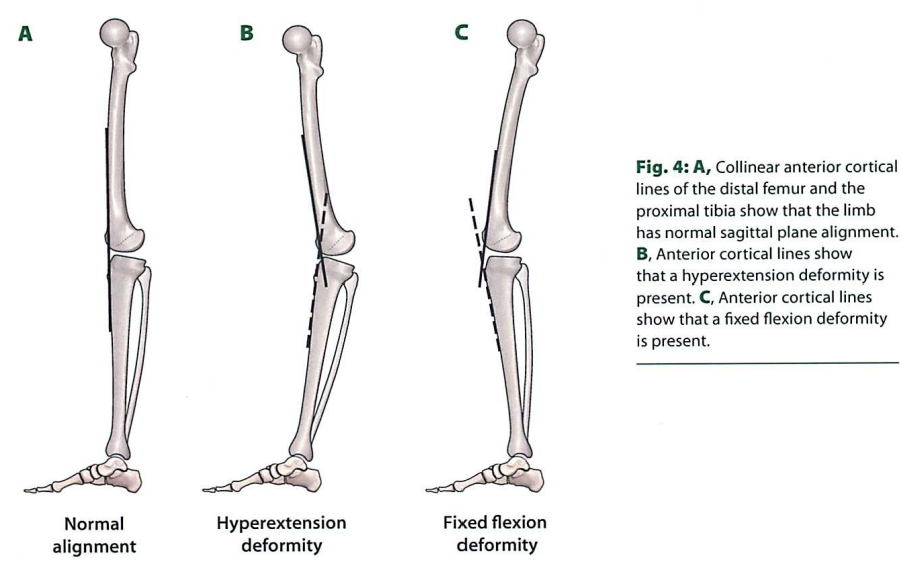 A
B
C
Fig. 4: A, Collinear anterior cortical
lines of the distal femur and the
proximal tibia show that the limb
has normal sagittal plane alignment.
B, Anterior cortical lines show
that a hyperextension deformity is
present. C, Anterior cortical lines
show that a fixed flexion deformity
is present.
Normal
alignment
Hyperextension
deformity
Fixed flexion
deformity